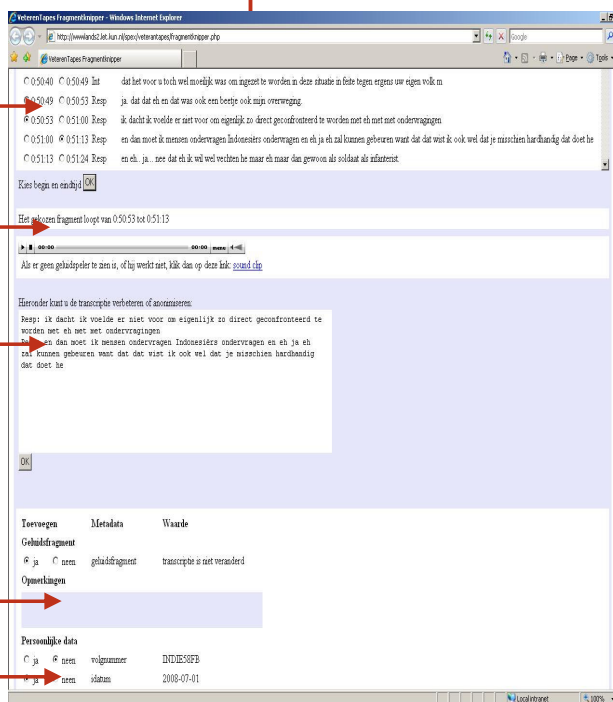 VeterenTapes Fragmentknipper - Windows Internet Explorer
http://wwwlands2.let.kun.nl/spex/veterantapes/fragmentknipper.php
Google
VeterenTapes Fragmentknipper
Page
Tools
0:50:40 0:50:49 Int dat het voor u toch wel moeilijk was om ingezet te worden in deze situatie in feite tegen ergens uw eigen volk m
0:50:49 0:50:53 Resp ja. dat dat eh en dat was ook een beetje ook mijn overweging.
0:50:53 0:51:00 Resp ik dacht ik voelde er niet voor om eigenlijk zo direct geconfronteerd te worden met eh met met ondervragingen
0:51:00 0:51:13 Resp en dan moet ik mensen ondervragen Indonesiërs ondervragen en eh ja eh zal kunnen gebeuren want dat dat wist ik ook wel dat je misschien hardhandig dat doet he
0:51:13 0:51:24 Resp en eh.. ja... nee dat eh ik wil wel vechten he maar eh maar dan gewoon als soldaat als infanterist.
Kies begin en eindtijd OK
Het gekozen fragment loopt van 0:50:53 tot 0:51:13
00:00 00:00 menu
Als er geen geluidspeler te zien is, of hij werkt niet, klik dan op deze link: sound clip
Hieronder kunt u de transcriptie verbeteren of anonimiseren:
Resp: ik dacht ik voelde er niet voor om eigenlijk zo direct geconfronteerd te
worden met eh met met ondervragingen
en dan moet ik mensen ondervragen Indonesiërs ondervragen en eh ja eh
zal kunnen gebeuren want dat dat wist ik ook wel dat je misschien hardhandig
dat doet he
OK
Toevoegen Metadata Waarde
Geluidsfragment
ja neen geluidsfragment transcriptie is niet veranderd
Opmerkingen
Persoonlijke data
ja neen volgnummer INDIE58FB
ja neen idatum 2008-07-01
Local intranet
100%